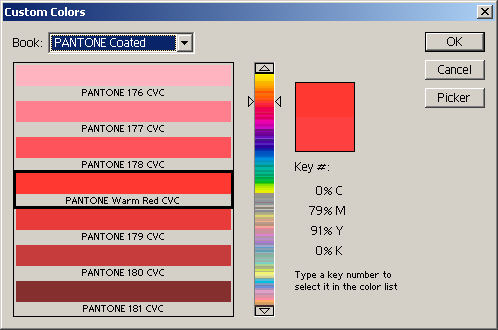 Custom Colors
Book: PANTONE Coated
OK
Cancel
Picker
PANTONE 176 CVC
PANTONE 177 CVC
PANTONE 178 CVC
PANTONE Warm Red CVC
PANTONE 179 CVC
PANTONE 180 CVC
PANTONE 181 CVC
Key #:
0% C
79% M
91% Y
0% K
Type a key number to
select it in the color list